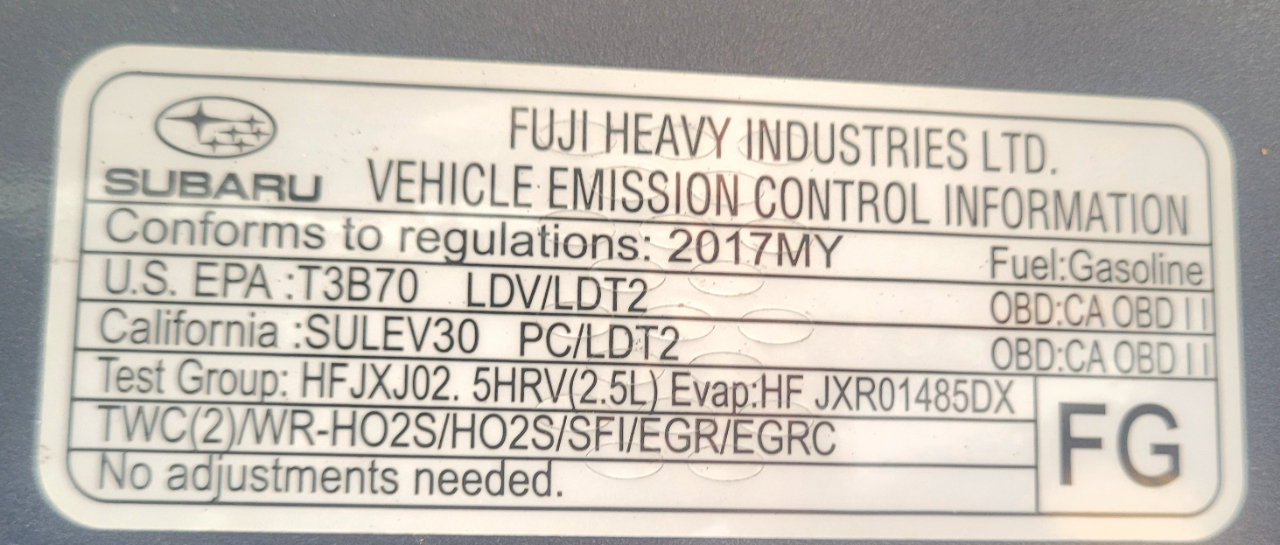 FUJI HEAVY INDUSTRIES LTD.
SUBARU VEHICLE EMISSION CONTROL INFORMATION
Conforms to regulations: 2017MY Fuel:Gasoline
U.S. EPA :T3B70 LDV/LDT2 OBD:CA OBD II
California :SULEV30 PC/LDT2 OBD:CA OBD II
Test Group: HFJXJ02. 5HRV(2.5L) Evap:HF JXR01485DX
TWC(2)/WR-HO2S/HO2S/SFI/EGR/EGRC
No adjustments needed.
FG